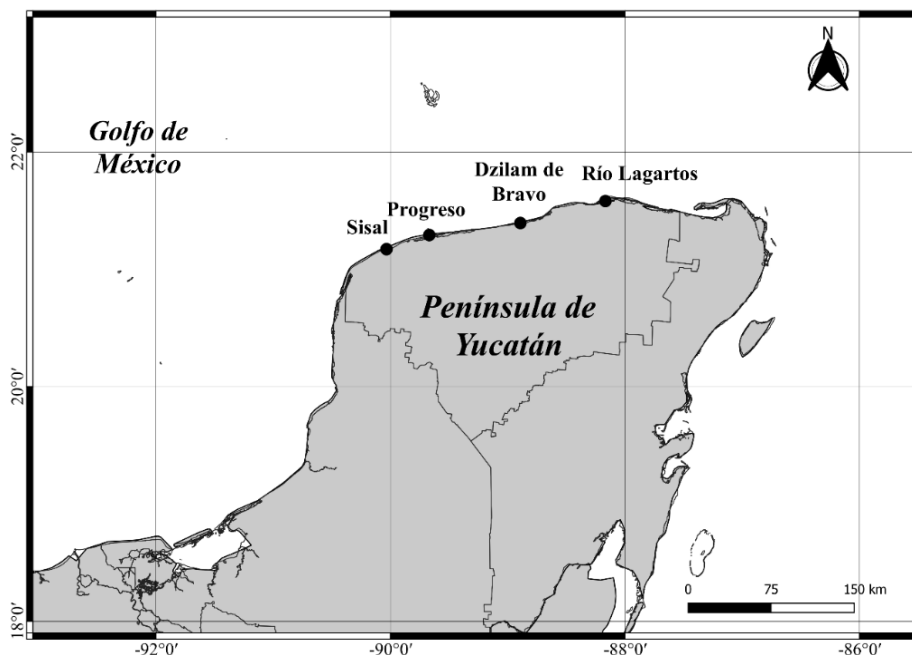 N
Golfo de
México
22°0′
Dzilam de
Bravo
Río Lagartos
Progreso
Sisal
Península de
Yucatán
20°0′
0 75 150 km
18°0′
-92°0′ -90°0′ -88°0′ -86°0′